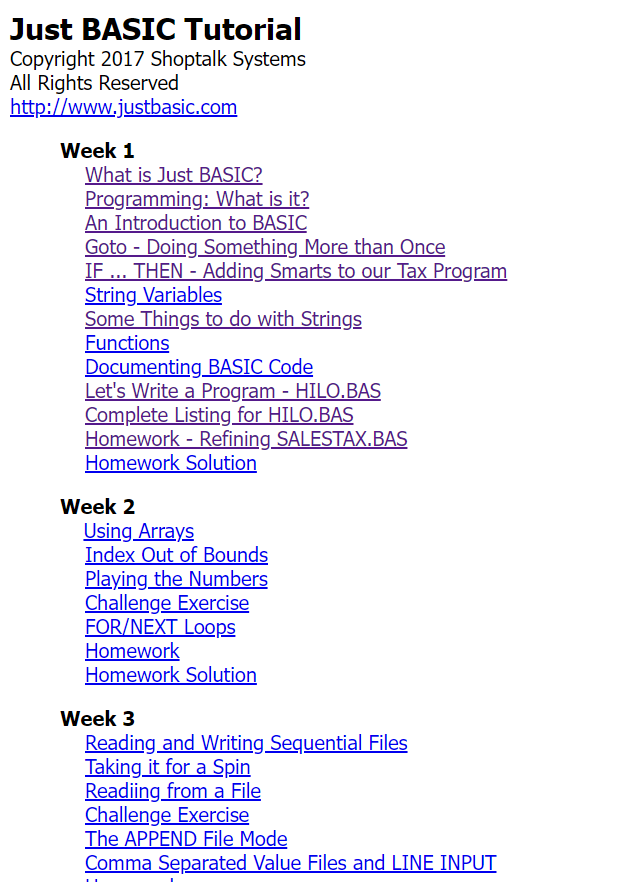 Just BASIC Tutorial
Copyright 2017 Shoptalk Systems
All Rights Reserved
http://www.justbasic.com
Week 1
What is Just BASIC?
Programming: What is it?
An Introduction to BASIC
Goto - Doing Something More than Once
IF ... THEN - Adding Smarts to our Tax Program
String Variables
Some Things to do with Strings
Functions
Documenting BASIC Code
Let's Write a Program - HILO.BAS
Complete Listing for HILO.BAS
Homework - Refining SALESTAX.BAS
Homework Solution
Week 2
Using Arrays
Index Out of Bounds
Playing the Numbers
Challenge Exercise
FOR/NEXT Loops
Homework
Homework Solution
Week 3
Reading and Writing Sequential Files
Taking it for a Spin
Readiing from a File
Challenge Exercise
The APPEND File Mode
Comma Separated Value Files and LINE INPUT